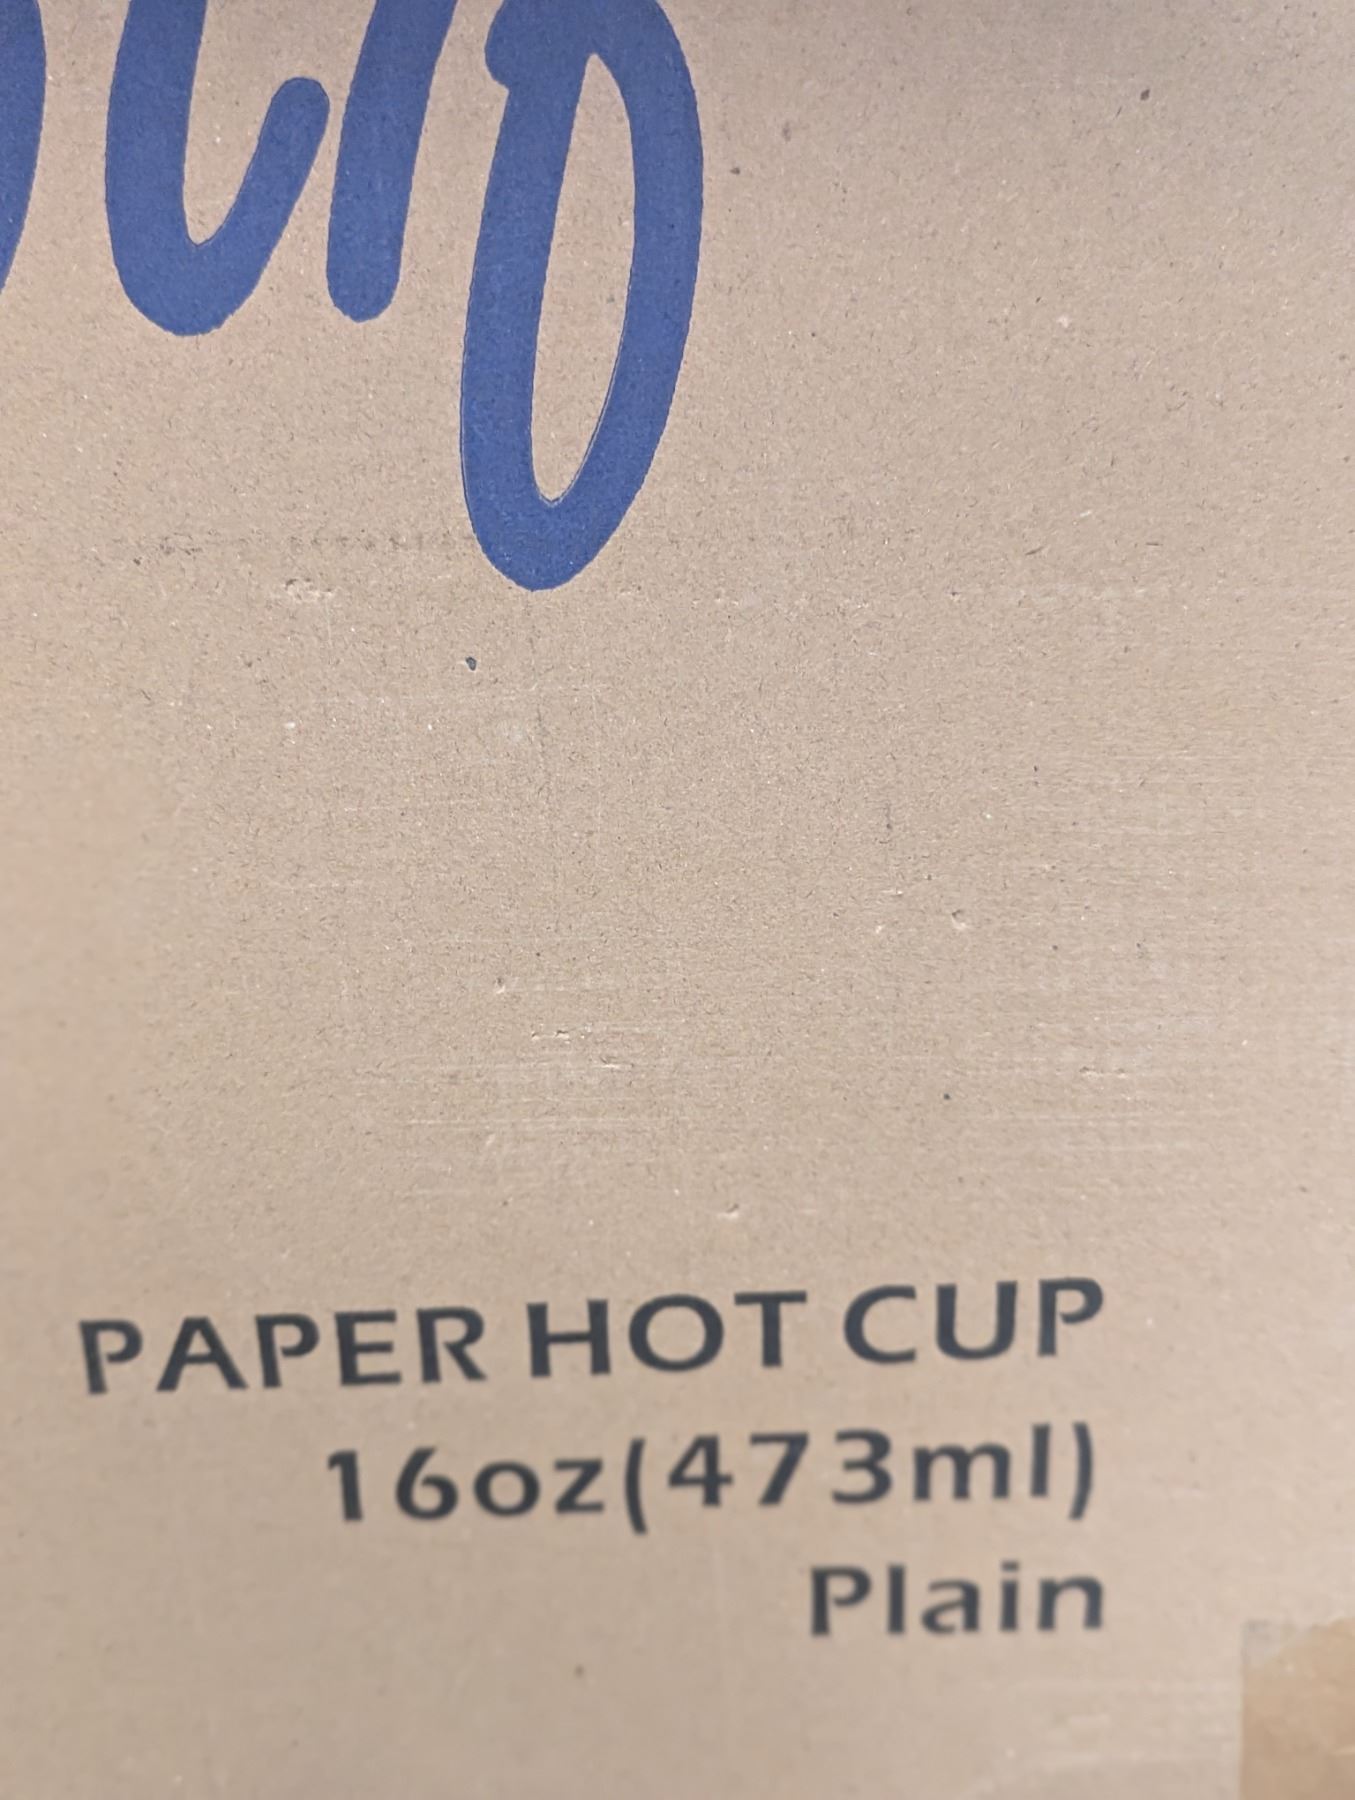 PAPER HOT CUP
16oz(473ml)
Plain